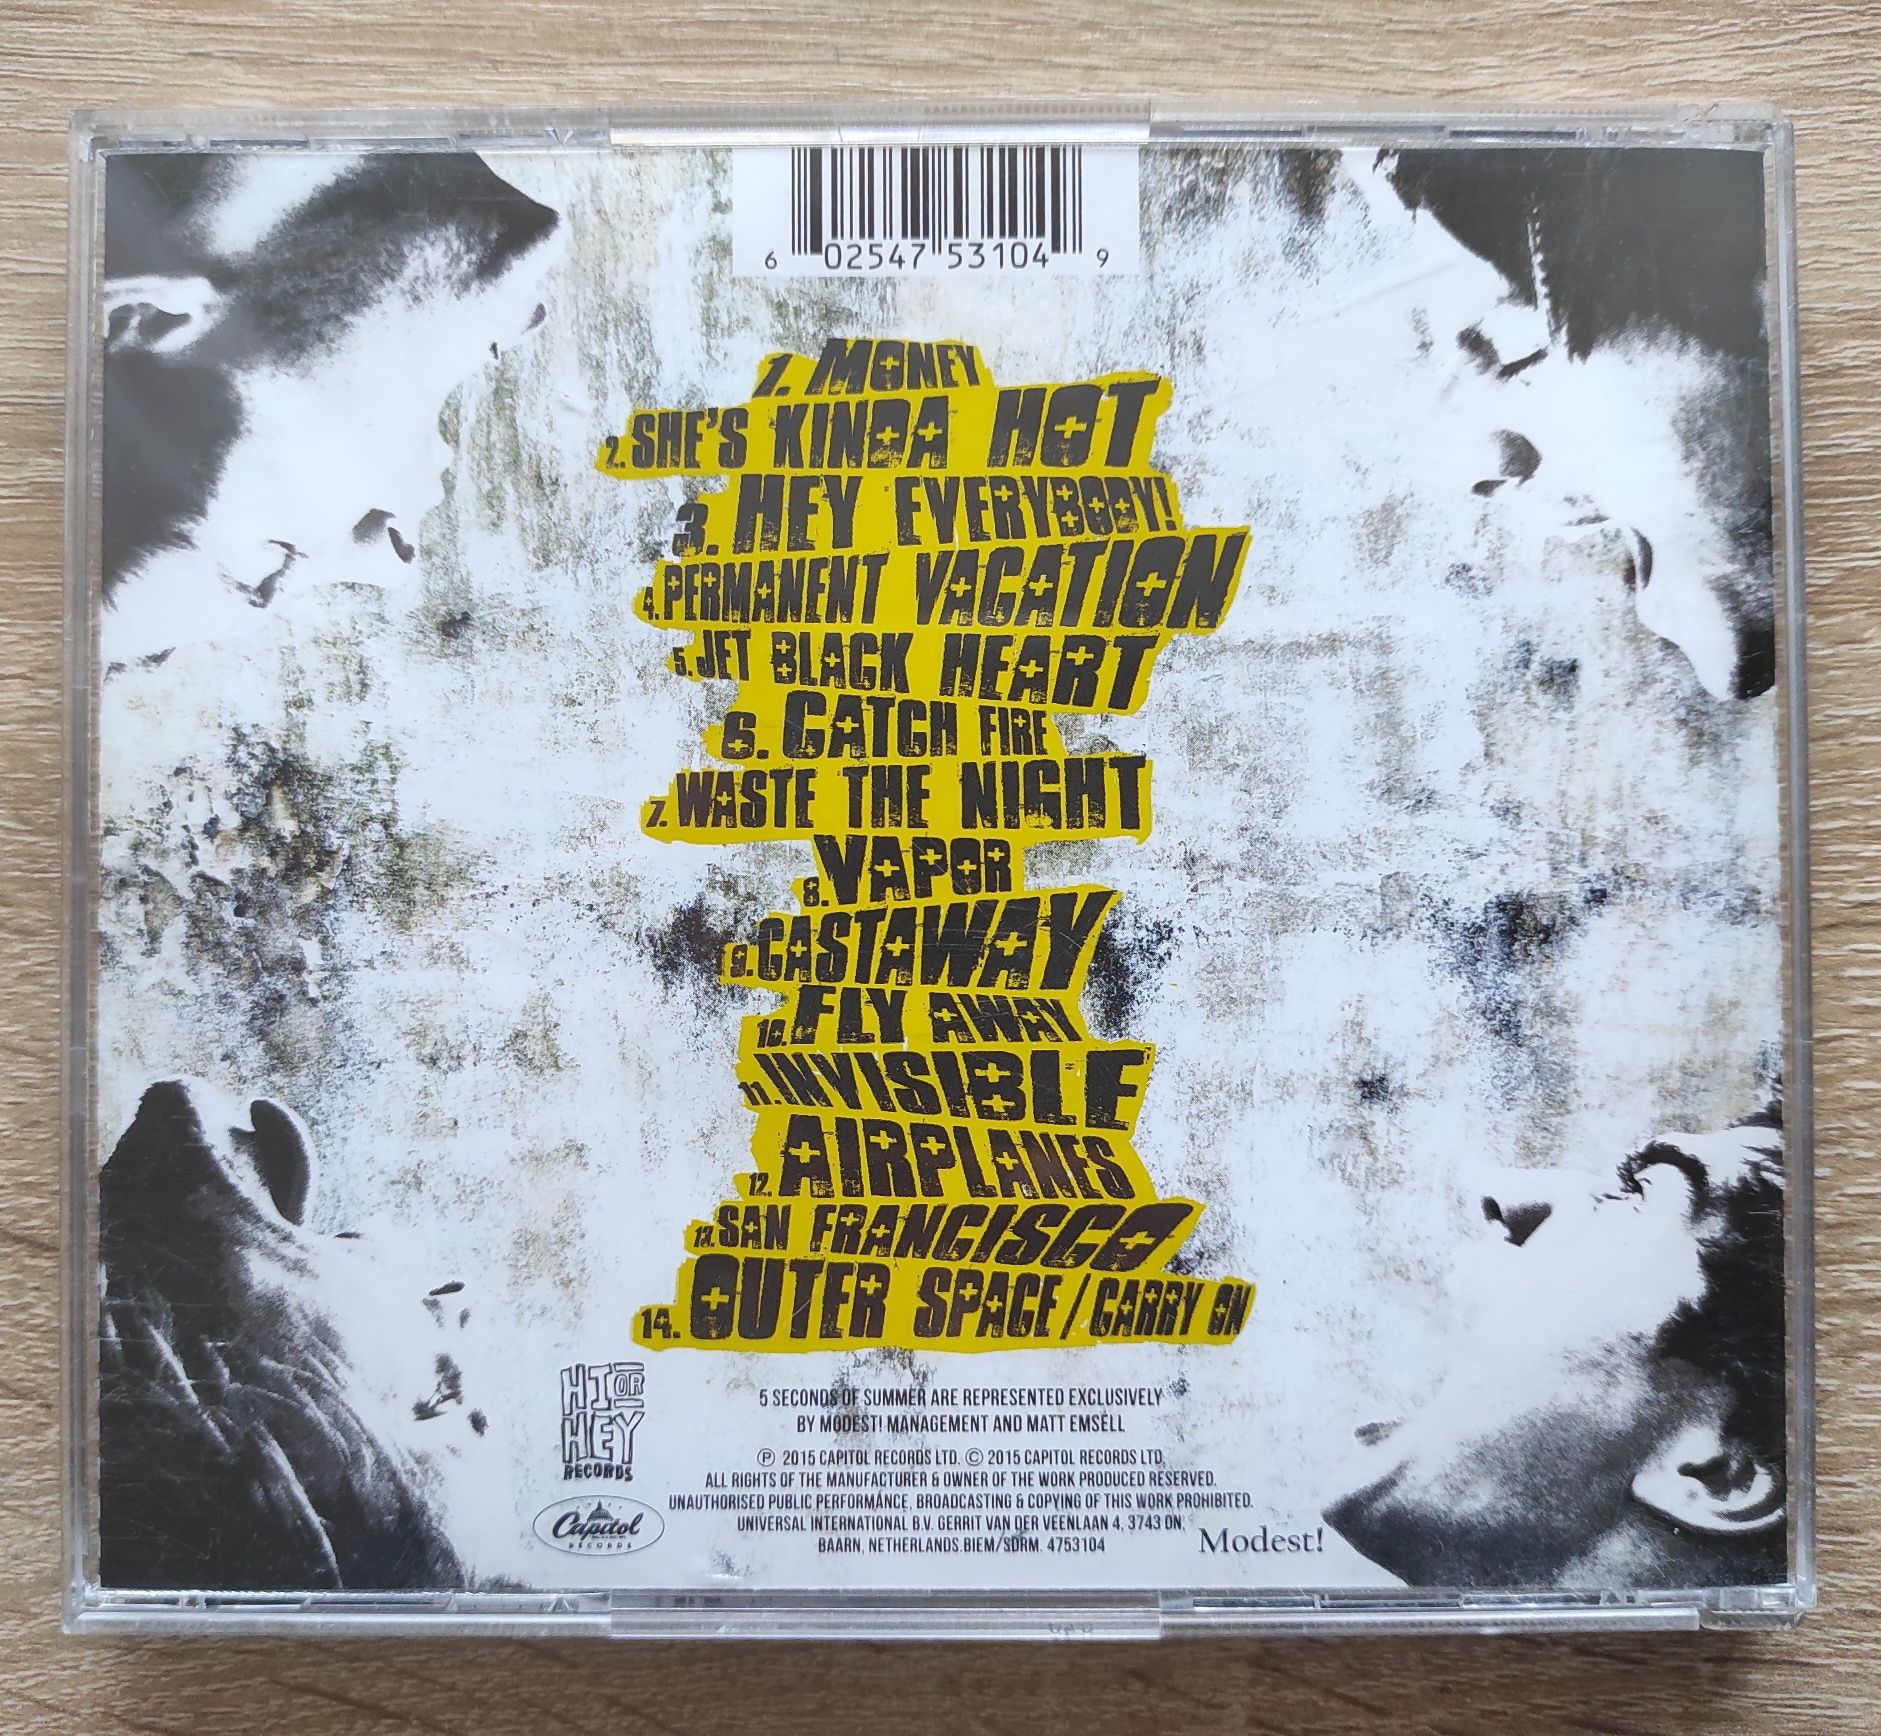 6 02547 53104 9
1. MONEY
2. SHE'S KINDA HOT
3. HEY EVERYBODY!
4. PERMANENT VACATION
5. JET BLACK HEART
6. CATCH FIRE
7. WASTE THE NIGHT
8. VAPOR
9. CASTAWAY
10. FLY AWAY
11. INVISIBLE
12. AIRPLANES
13. SAN FRANCISCO
14. OUTER SPACE/CARRY ON
HI OR
HEY
RECORDS
5 SECONDS OF SUMMER ARE REPRESENTED EXCLUSIVELY
BY MODEST! MANAGEMENT AND MATT EMSELL
℗ 2015 CAPITOL RECORDS LTD. © 2015 CAPITOL RECORDS LTD.
ALL RIGHTS OF THE MANUFACTURER & OWNER OF THE WORK PRODUCED RESERVED.
UNAUTHORISED PUBLIC PERFORMANCE, BROADCASTING & COPYING OF THIS WORK PROHIBITED.
UNIVERSAL INTERNATIONAL B.V. GERRIT VAN DER VEENLAAN 4, 3743 DN,
BAARN, NETHERLANDS.BIEM/SDRM. 4753104
Capitol
RECORDS
Modest!